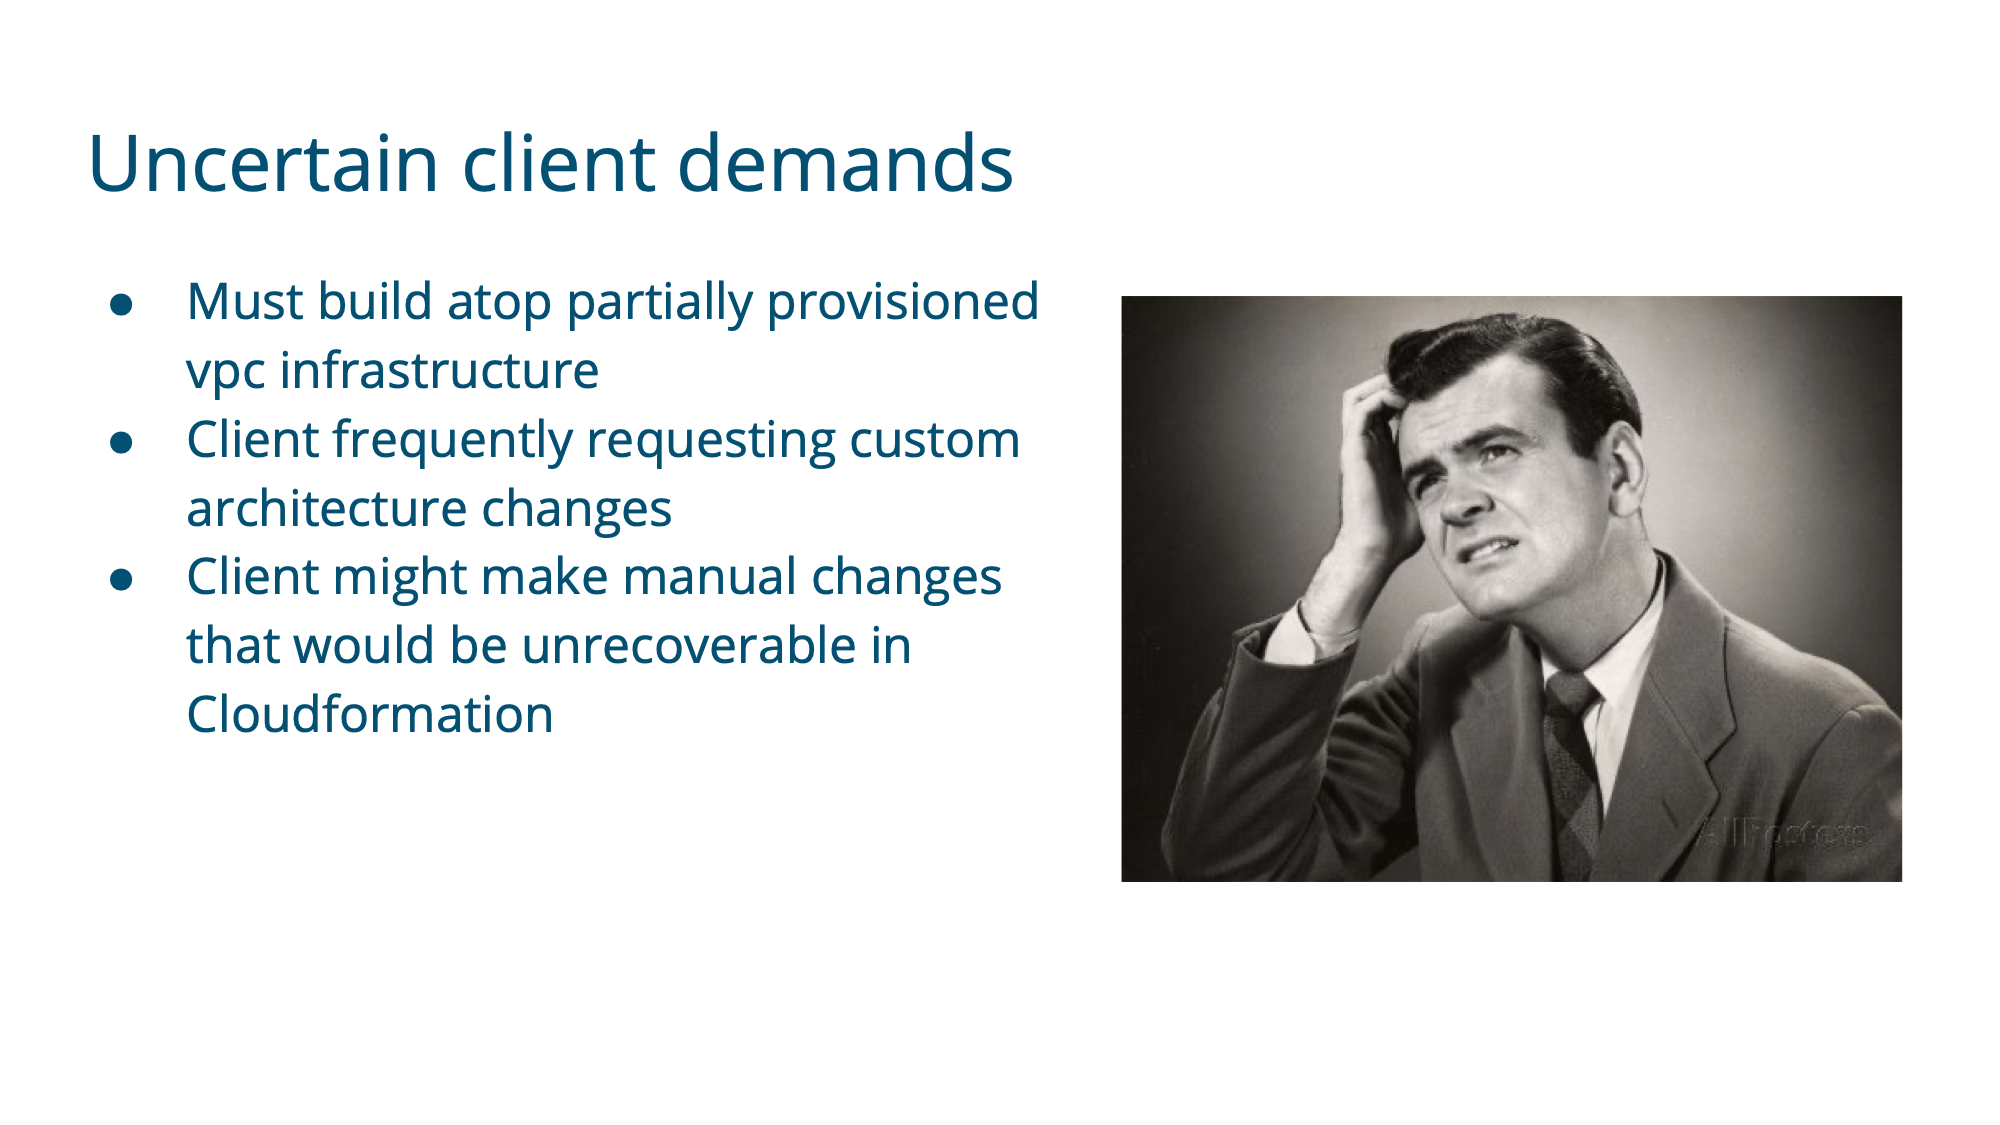 Uncertain client demands
● Must build atop partially provisioned
vpc infrastructure
● Client frequently requesting custom
architecture changes
● Client might make manual changes
that would be unrecoverable in
Cloudformation
AllPosters